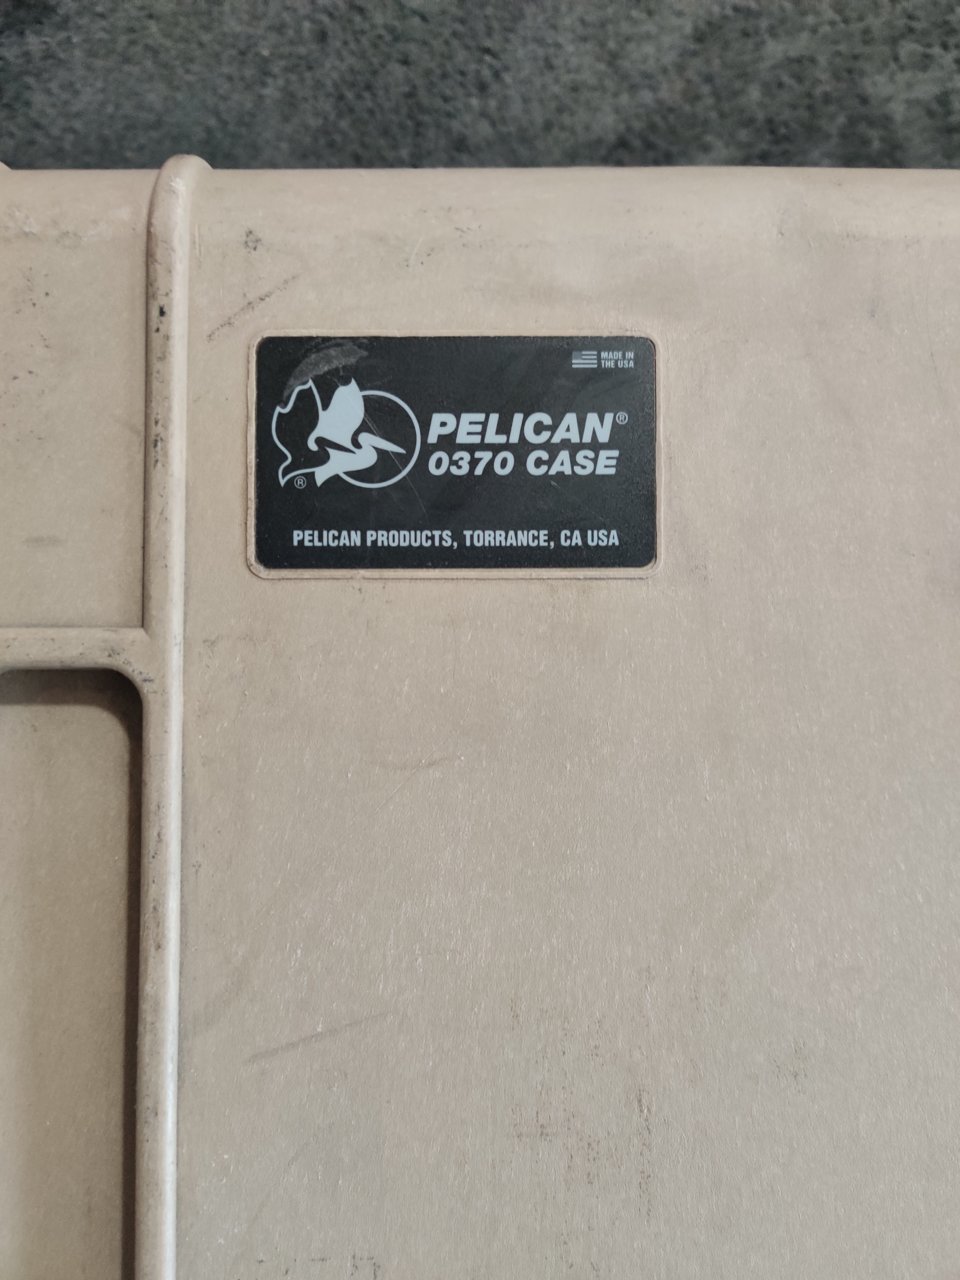 MADE IN
THE USA
PELICAN®
0370 CASE
®
PELICAN PRODUCTS, TORRANCE, CA USA